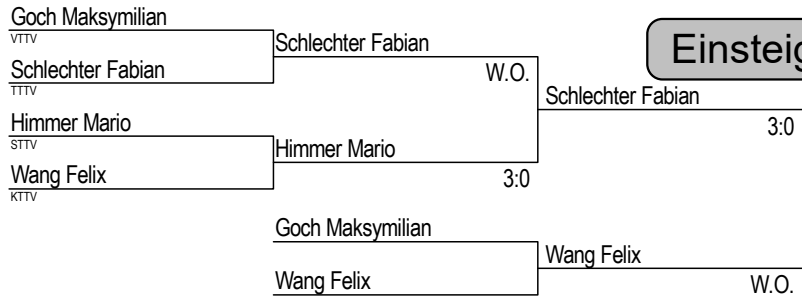 Goch Maksymilian
VTTV
Schlechter Fabian
Schlechter Fabian
TTTV
W.O.
Einsteig
Schlechter Fabian
3:0
Himmer Mario
STTV
Himmer Mario
Wang Felix
KTTV
3:0
Goch Maksymilian
Wang Felix
Wang Felix
W.O.